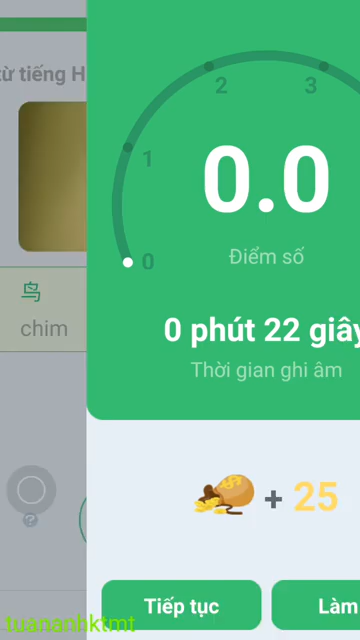 từ tiếng H
2
3
1
0.0
0
Điểm số
鸟
chim
0 phút 22 giây
Thời gian ghi âm
$
+ 25
?
Tiếp tục
Làm
tuananhktmt